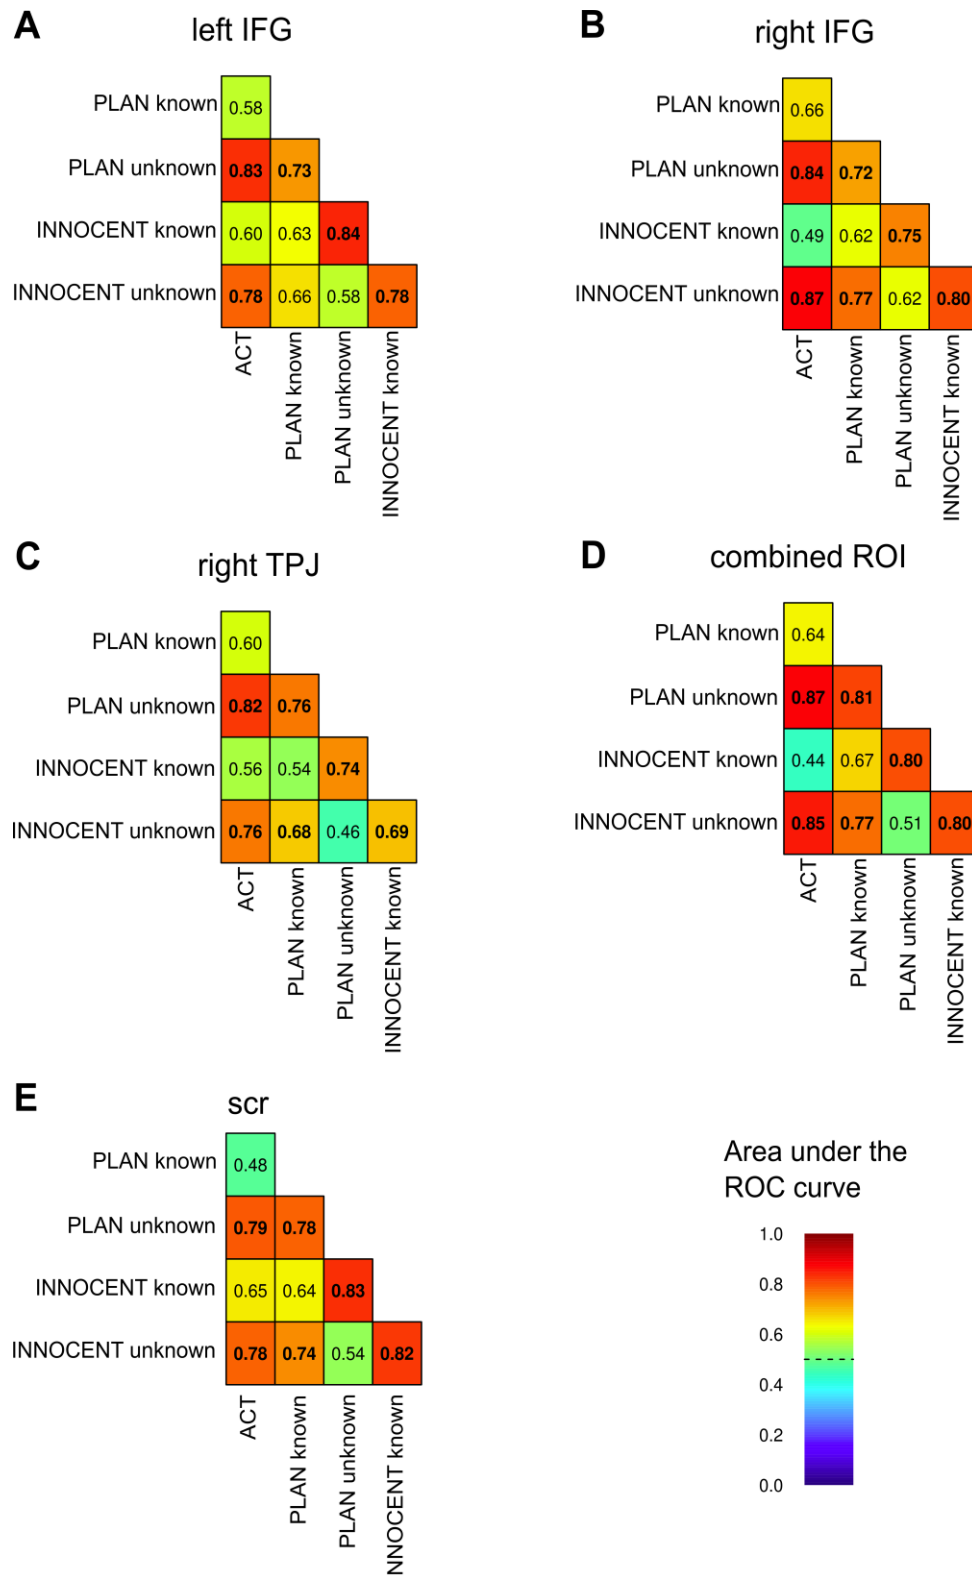 A
left IFG
PLAN known
0.58
PLAN unknown
0.83 0.73
INNOCENT known
0.60 0.63 0.84
INNOCENT unknown
0.78 0.66 0.58 0.78
ACT
PLAN known
PLAN unknown
INNOCENT known
B
right IFG
PLAN known
0.66
PLAN unknown
0.84 0.72
INNOCENT known
0.49 0.62 0.75
INNOCENT unknown
0.87 0.77 0.62 0.80
ACT
PLAN known
PLAN unknown
INNOCENT known
C
right TPJ
PLAN known
0.60
PLAN unknown
0.82 0.76
INNOCENT known
0.56 0.54 0.74
INNOCENT unknown
0.76 0.68 0.46 0.69
ACT
PLAN known
PLAN unknown
INNOCENT known
D
combined ROI
PLAN known
0.64
PLAN unknown
0.87 0.81
INNOCENT known
0.44 0.67 0.80
INNOCENT unknown
0.85 0.77 0.51 0.80
ACT
PLAN known
PLAN unknown
INNOCENT known
E
scr
PLAN known
0.48
PLAN unknown
0.79 0.78
INNOCENT known
0.65 0.64 0.83
INNOCENT unknown
0.78 0.74 0.54 0.82
ACT
PLAN known
PLAN unknown
NNOCENT known
Area under the
ROC curve
1.0
0.8
0.6
0.4
0.2
0.0